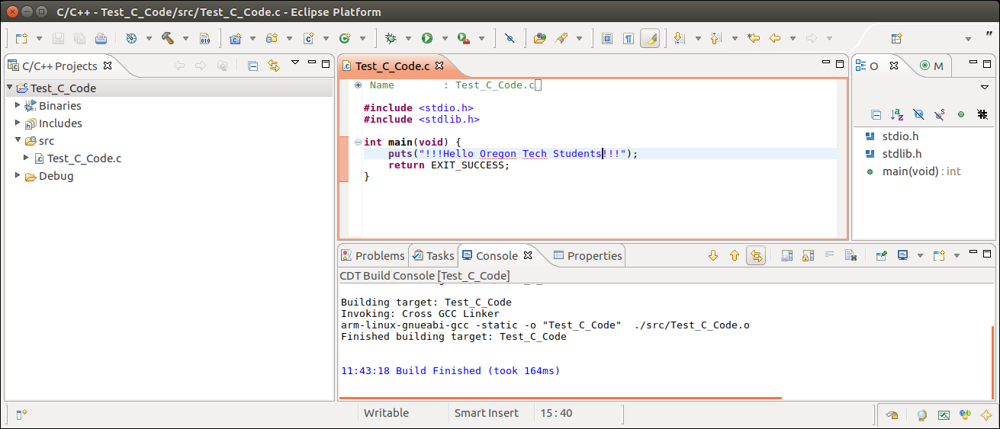 C/C++ - Test_C_Code/src/Test_C_Code.c - Eclipse Platform
010
C/C++ Projects
Test_C_Code
Binaries
Includes
src
Test_C_Code.c
Debug
Test_C_Code.c
Name : Test_C_Code.c
#include <stdio.h>
#include <stdlib.h>
int main(void) {
puts("!!!Hello Oregon Tech Students!!!");
return EXIT_SUCCESS;
}
O M
stdio.h
stdlib.h
main(void) : int
Problems Tasks Console Properties
CDT Build Console [Test_C_Code]
Building target: Test_C_Code
Invoking: Cross GCC Linker
arm-linux-gnueabi-gcc -static -o "Test_C_Code" ./src/Test_C_Code.o
Finished building target: Test_C_Code
11:43:18 Build Finished (took 164ms)
Writable Smart Insert 15 : 40